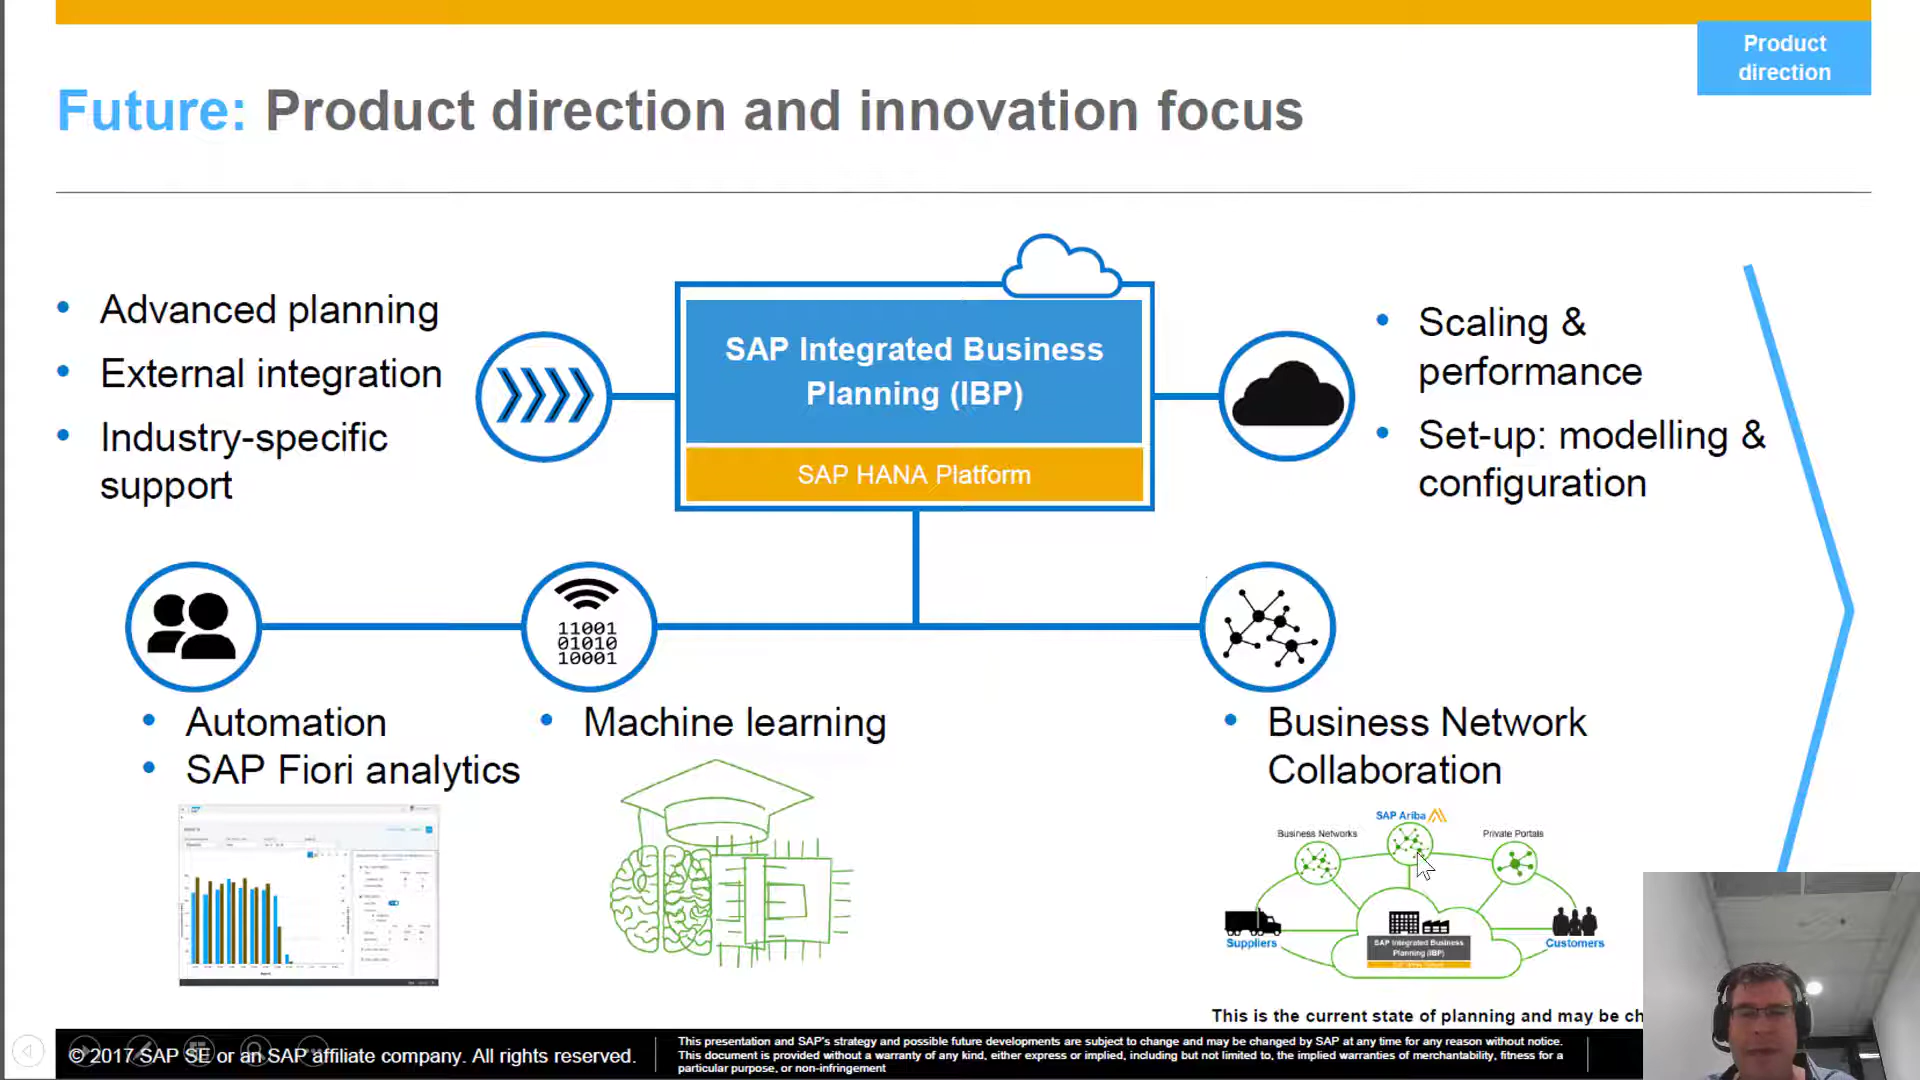 Product
direction
Future: Product direction and innovation focus
• Advanced planning
• External integration
• Industry-specific
support
SAP Integrated Business
Planning (IBP)
SAP HANA Platform
• Scaling &
performance
• Set-up: modelling &
configuration
11001
01010
10001
• Automation
• SAP Fiori analytics
• Machine learning
• Business Network
Collaboration
SAP Ariba
Business Networks
Private Portals
Suppliers
Customers
SAP Integrated Business
Planning (IBP)
This is the current state of planning and may be ch
© 2017 SAP SE or an SAP affiliate company. All rights reserved.
This presentation and SAP's strategy and possible future developments are subject to change and may be changed by SAP at any time for any reason without notice.
This document is provided without a warranty of any kind, either express or implied, including but not limited to, the implied warranties of merchantability, fitness for a
particular purpose, or non-infringement